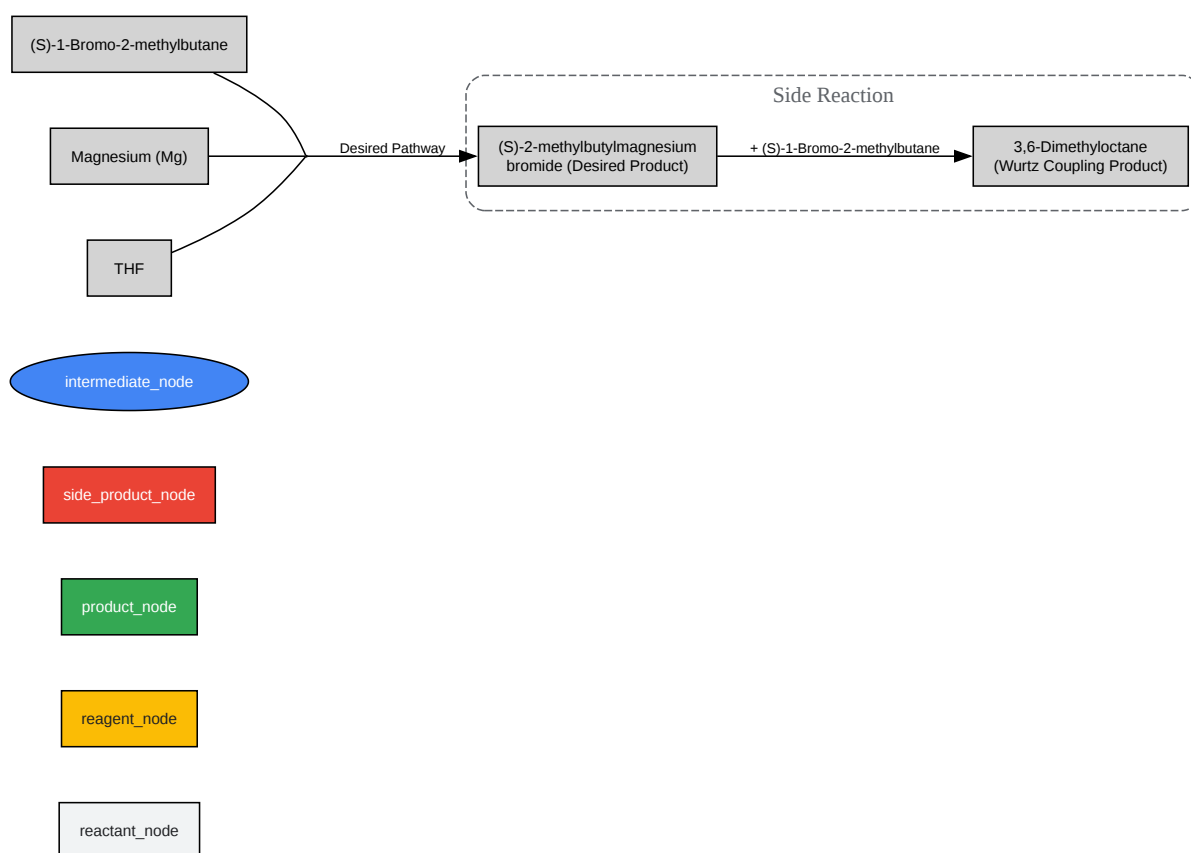 (S)-1-Bromo-2-methylbutane
Side Reaction
Magnesium (Mg)
Desired Pathway
(S)-2-methylbutylmagnesium
bromide (Desired Product)
+ (S)-1-Bromo-2-methylbutane
3,6-Dimethyloctane
(Wurtz Coupling Product)
THF
intermediate_node
side_product_node
product_node
reagent_node
reactant_node